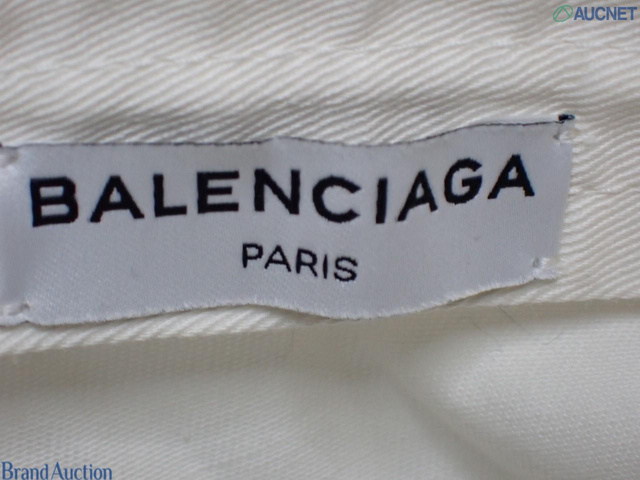 AUCNET
BALENCIAGA
PARIS
Brand Auction